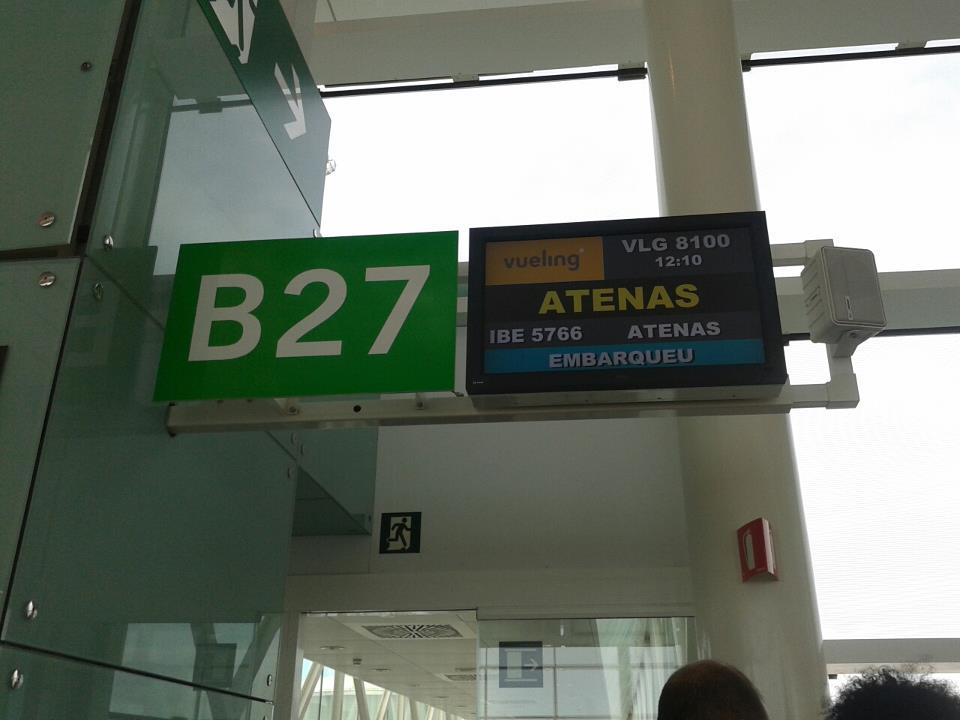 B27
vueling
VLG 8100
12:10
ATENAS
IBE 5766 ATENAS
EMBARQUEU